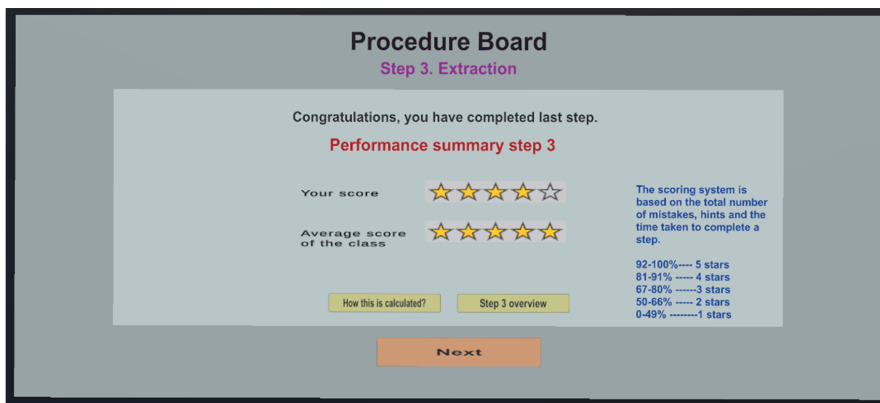 Procedure Board
Step 3. Extraction
Congratulations, you have completed last step.
Performance summary step 3
Your score
Average score
of the class
The scoring system is
based on the total number
of mistakes, hints and the
time taken to complete a
step.
92-100%---- 5 stars
81-91% ----- 4 stars
67-80% ------3 stars
50-66% ----- 2 stars
0-49% --------1 stars
How this is calculated?
Step 3 overview
Next